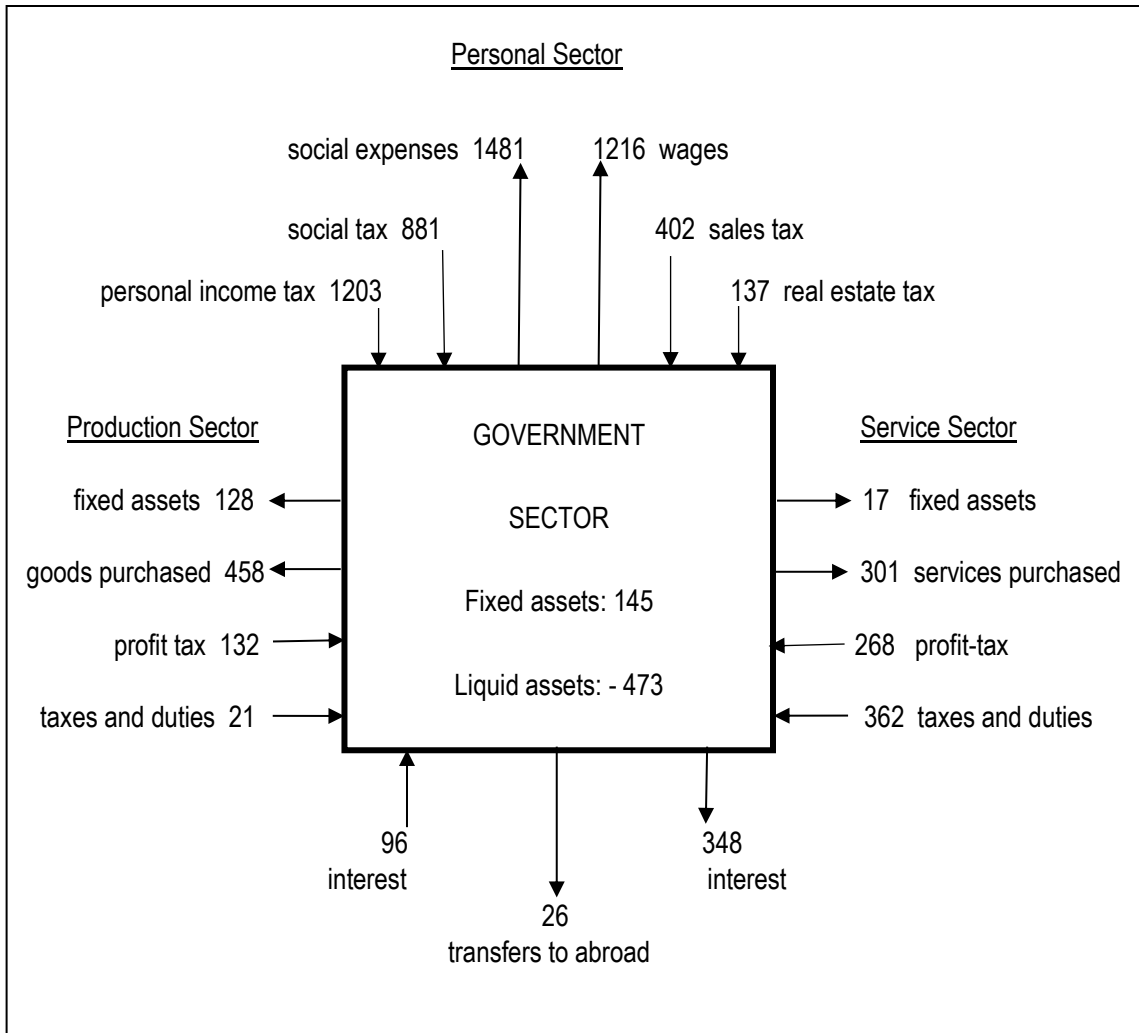 Personal Sector
social expenses 1481 1216 wages
social tax 881 402 sales tax
personal income tax 1203 137 real estate tax
Production Sector GOVERNMENT Service Sector
fixed assets 128 SECTOR 17 fixed assets
goods purchased 458 Fixed assets: 145 301 services purchased
profit tax 132 Liquid assets: - 473 268 profit-tax
taxes and duties 21 362 taxes and duties
96 348
interest interest
26
transfers to abroad